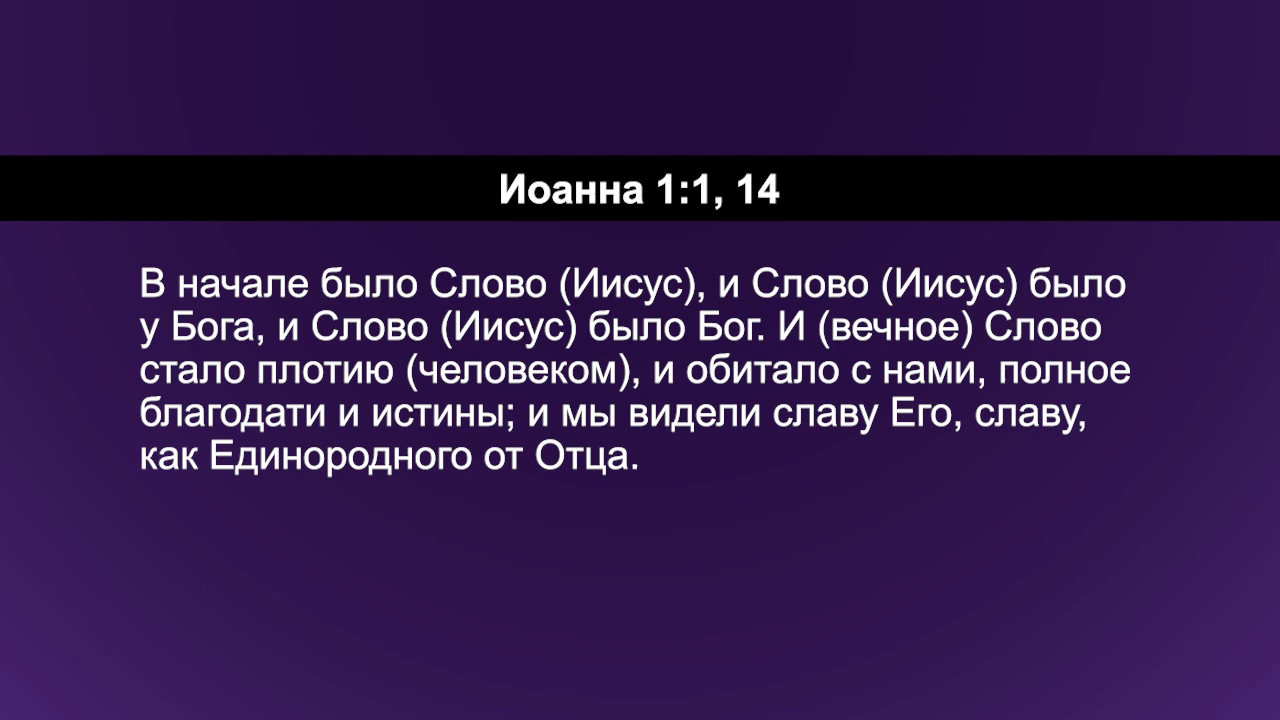 Иоанна 1:1, 14
В начале было Слово (Иисус), и Слово (Иисус) было
у Бога, и Слово (Иисус) было Бог. И (вечное) Слово
стало плотию (человеком), и обитало с нами, полное
благодати и истины; и мы видели славу Его, славу,
как Единородного от Отца.